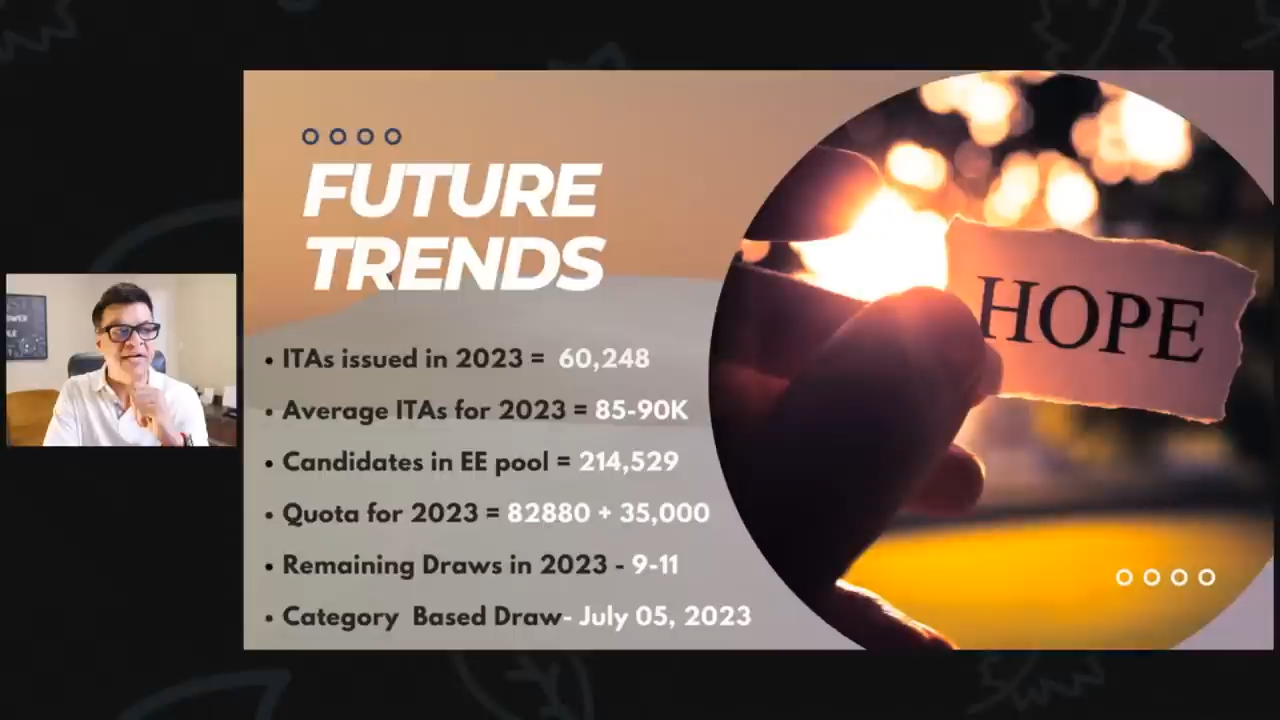 FUTURE
TRENDS
HOPE
• ITAs issued in 2023 = 60,248
• Average ITAs for 2023 = 85-90K
• Candidates in EE pool = 214,529
• Quota for 2023 = 82880 + 35,000
• Remaining Draws in 2023 - 9-11
• Category Based Draw- July 05, 2023